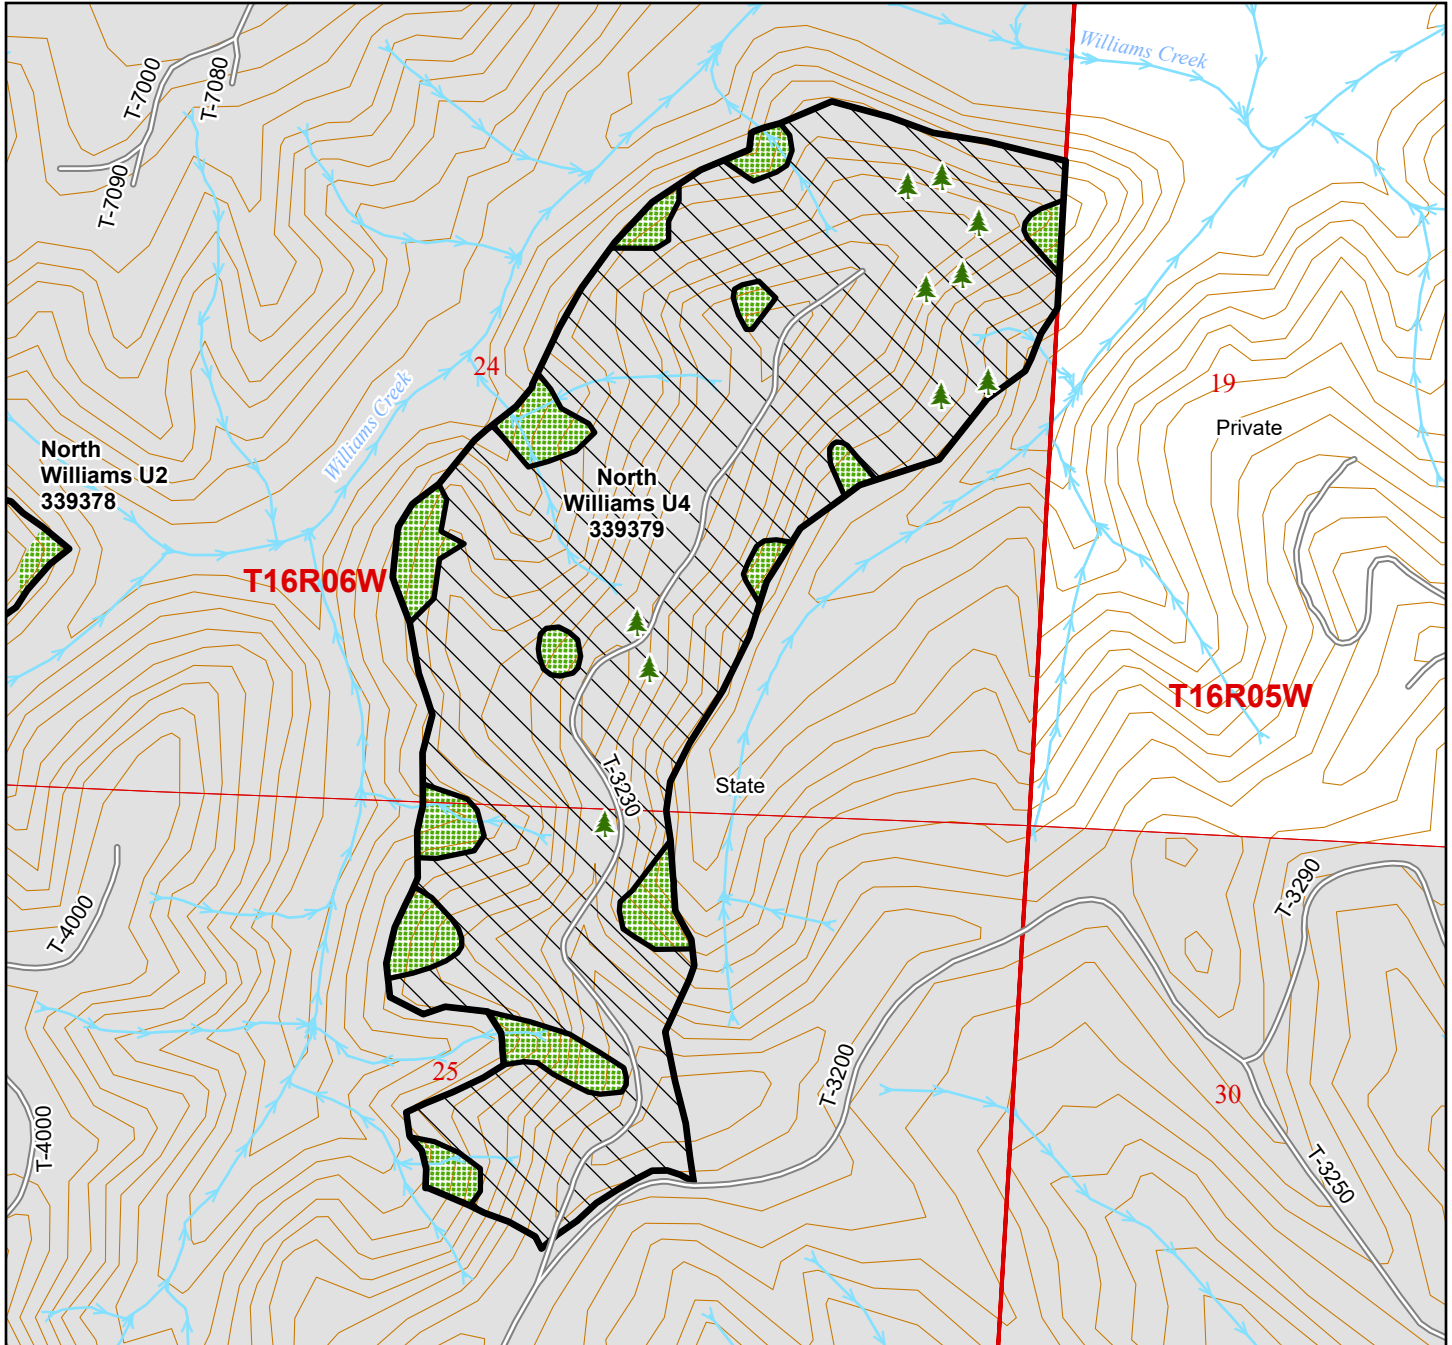 Williams Creek
T-7000
T-7080
T-7090
24
19
Private
Williams Creek
North
Williams U2
339378
North
Williams U4
339379
T16R06W
T16R05W
T-3230
State
T-4000
T-3290
25
T-3200
30
T-4000
T-3250